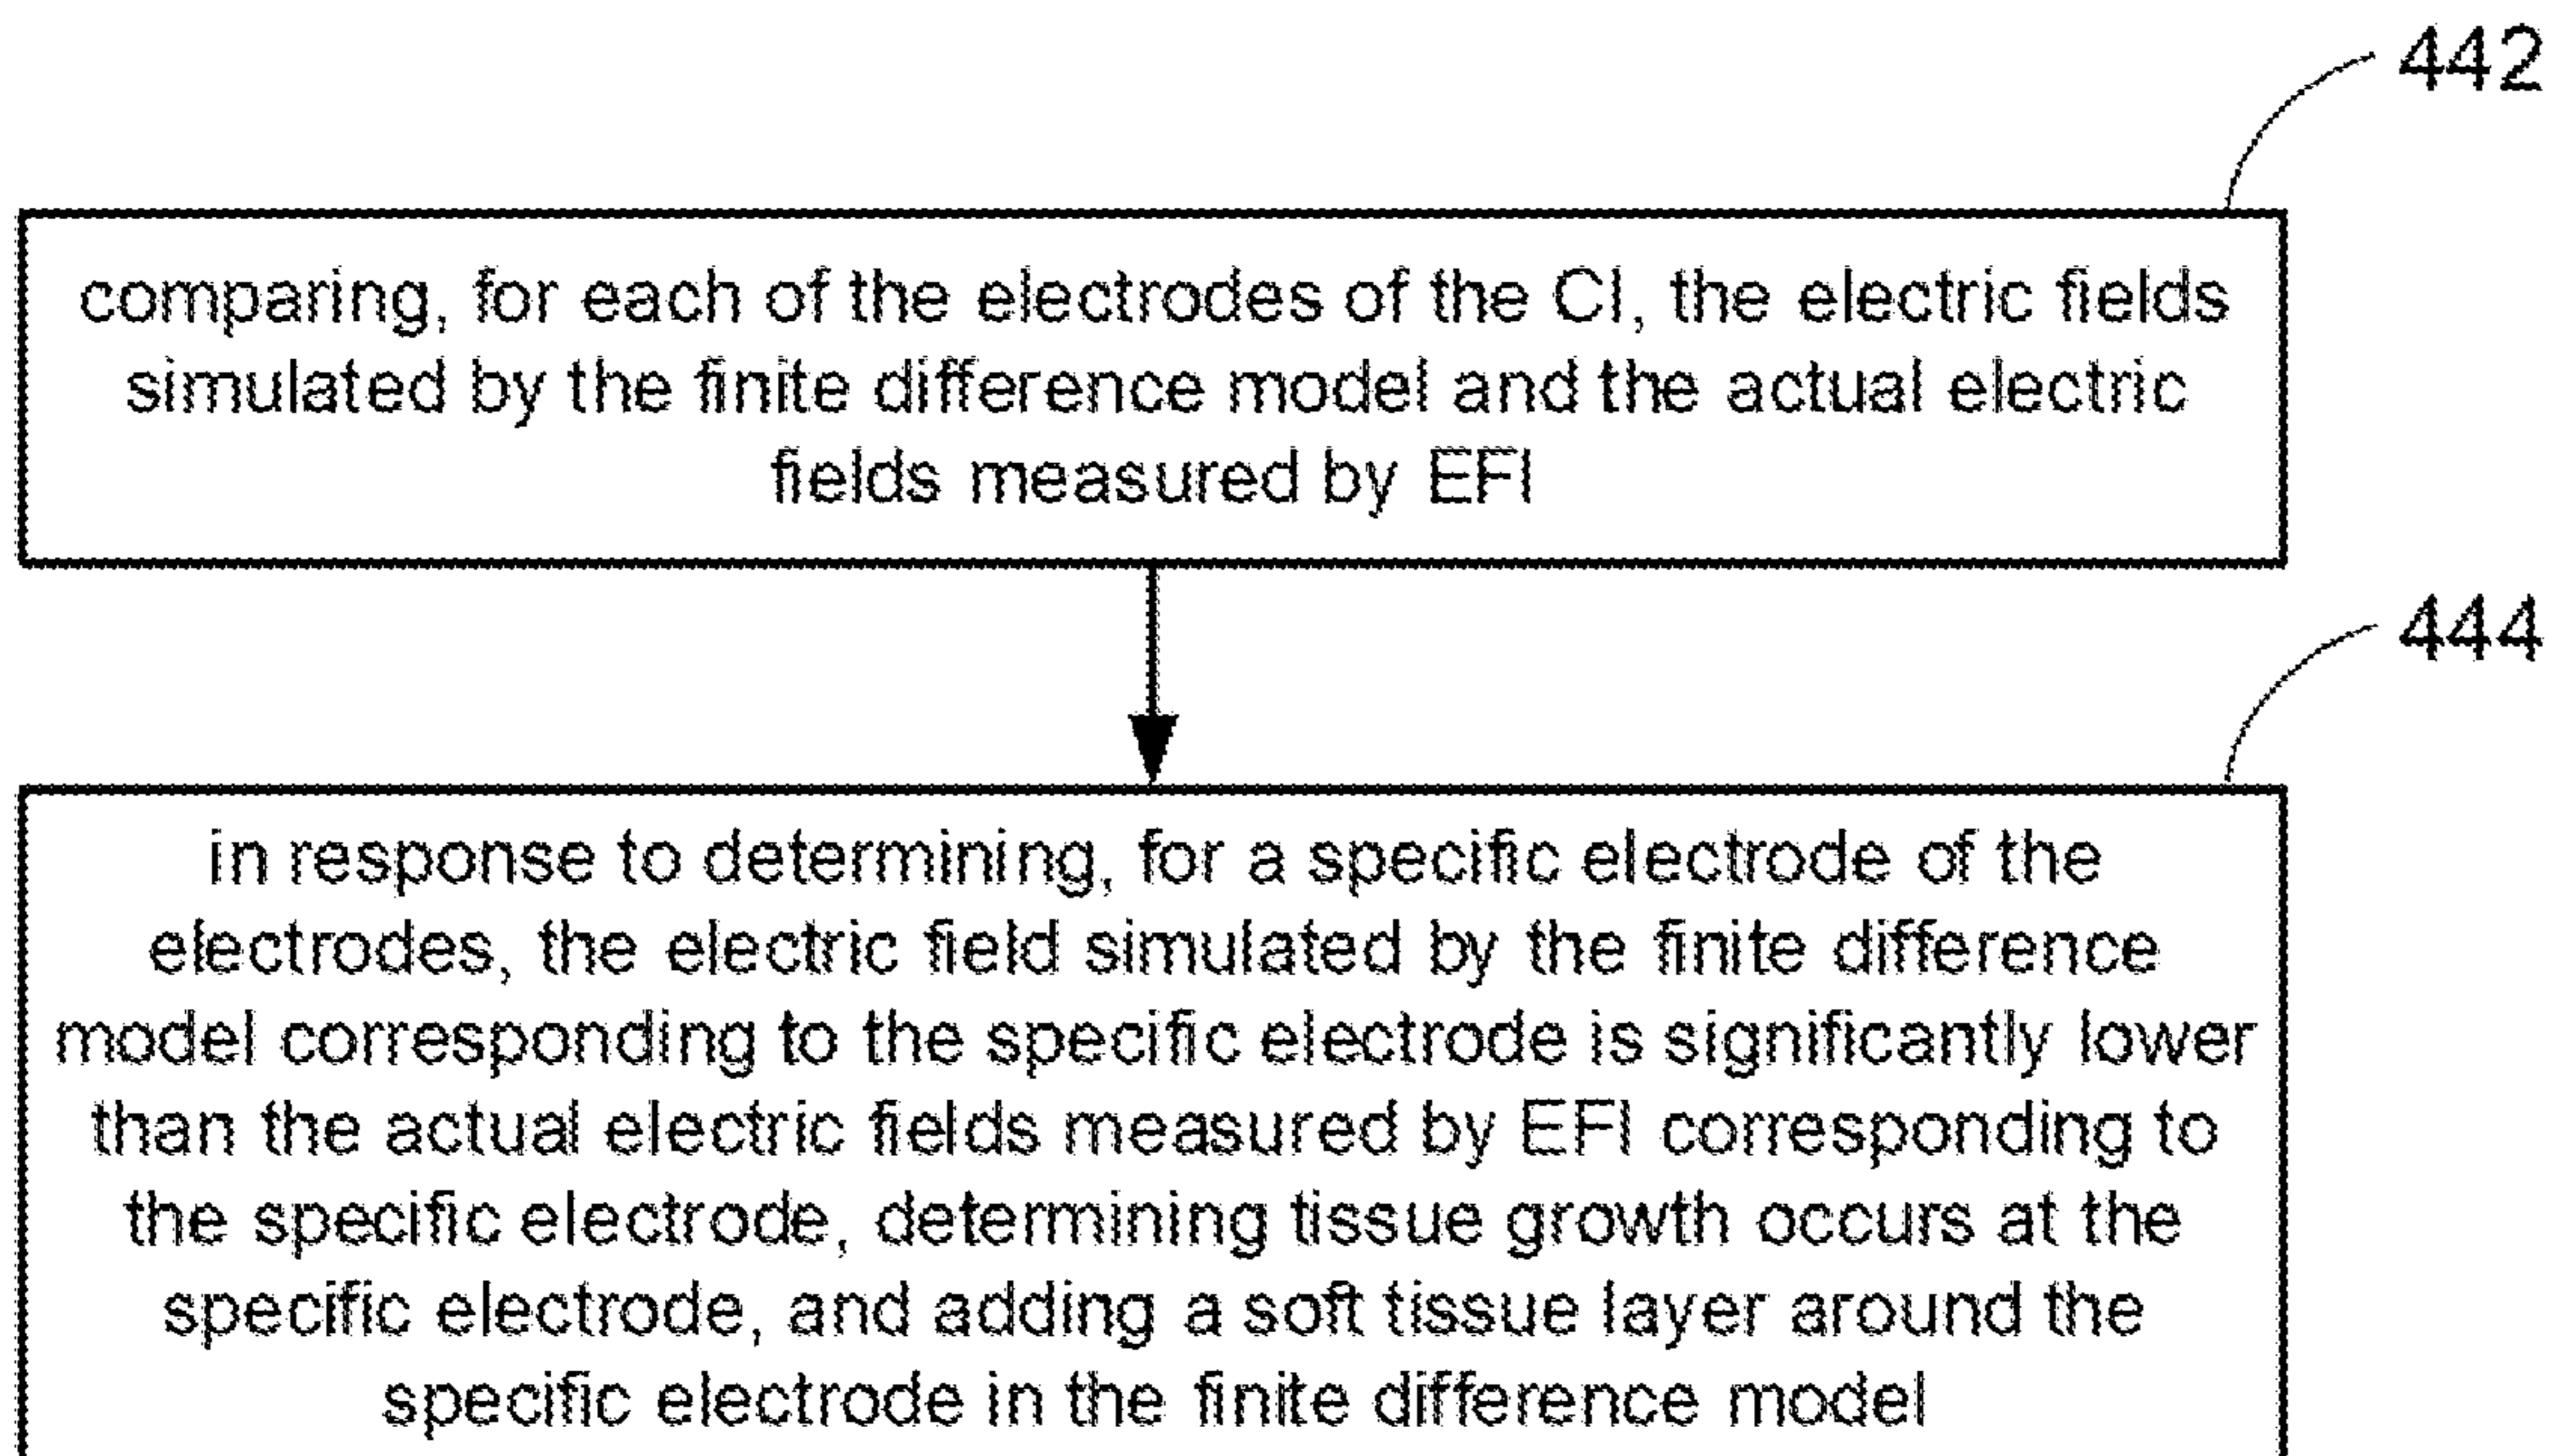 442
comparing, for each of the electrodes of the CI, the electric fields
simulated by the finite difference model and the actual electric
fields measured by EFI
444
in response to determining, for a specific electrode of the
electrodes, the electric field simulated by the finite difference
model corresponding to the specific electrode is significantly lower
than the actual electric fields measured by EFI corresponding to
the specific electrode, determining tissue growth occurs at the
specific electrode, and adding a soft tissue layer around the
specific electrode in the finite difference model